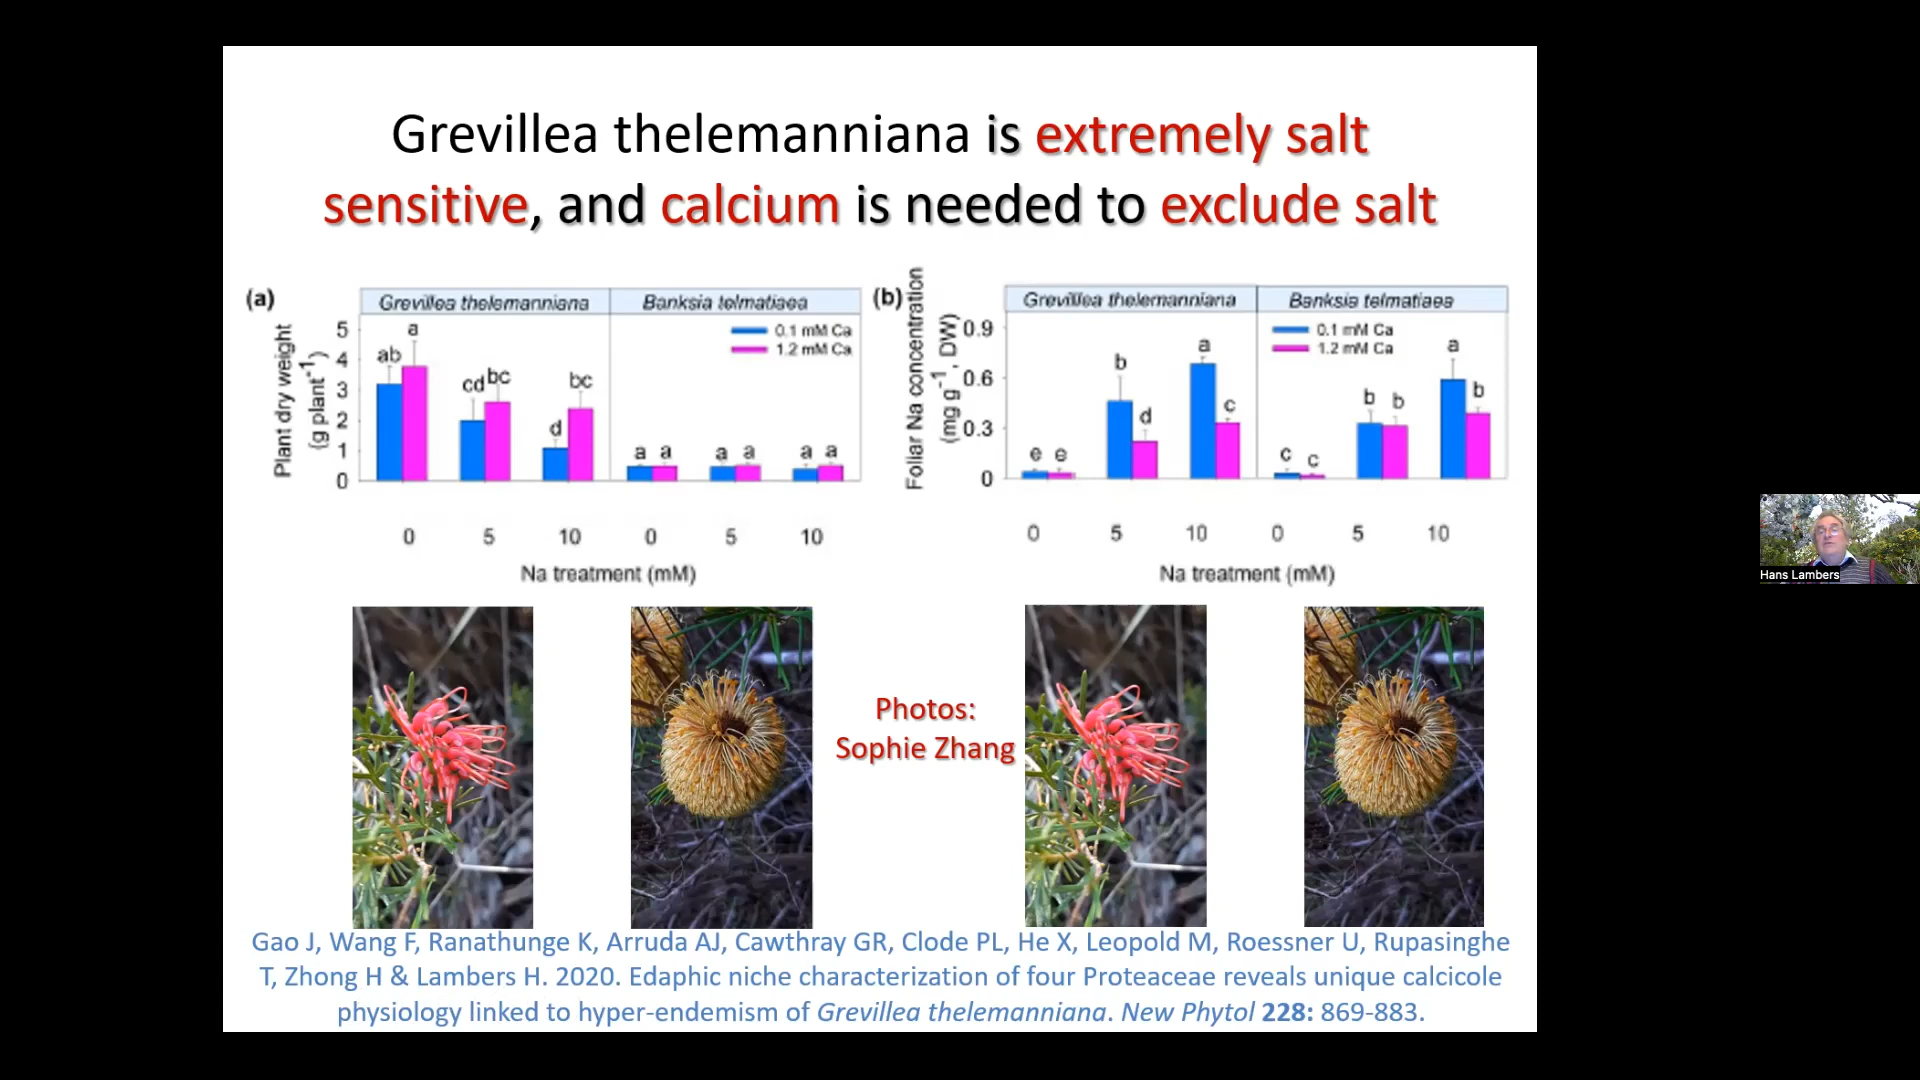 Grevillea thelemanniana is extremely salt
sensitive, and calcium is needed to exclude salt
(a)
Grevillea thelemanniana
Banksia telmatiaea
Plant dry weight
(g plant⁻¹)
5
4
3
2
1
0
0.1 mM Ca
1.2 mM Ca
ab a
cd bc
d bc
a a
a a
a a
0 5 10 0 5 10
Na treatment (mM)
(b)
Grevillea thelemanniana
Banksia telmatiaea
Foliar Na concentration
(mg g⁻¹, DW)
0.9
0.6
0.3
0
0.1 mM Ca
1.2 mM Ca
e e
b d
a c
c c
b b
a b
0 5 10 0 5 10
Na treatment (mM)
Photos:
Sophie Zhang
Gao J, Wang F, Ranathunge K, Arruda AJ, Cawthray GR, Clode PL, He X, Leopold M, Roessner U, Rupasinghe
T, Zhong H & Lambers H. 2020. Edaphic niche characterization of four Proteaceae reveals unique calcicole
physiology linked to hyper-endemism of Grevillea thelemanniana. New Phytol 228: 869-883.
Hans Lambers